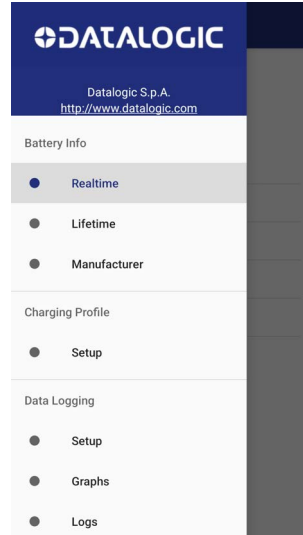 DATALOGIC
Datalogic S.p.A.
http://www.datalogic.com
Battery Info
Realtime
Lifetime
Manufacturer
Charging Profile
Setup
Data Logging
Setup
Graphs
Logs